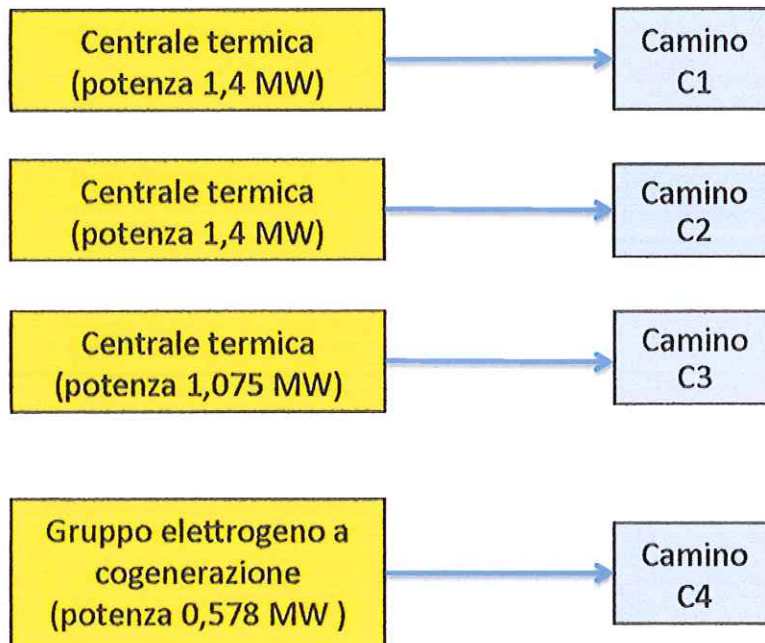 Centrale termica
(potenza 1,4 MW)
Camino
C1
Centrale termica
(potenza 1,4 MW)
Camino
C2
Centrale termica
(potenza 1,075 MW)
Camino
C3
Gruppo elettrogeno a
cogenerazione
(potenza 0,578 MW )
Camino
C4